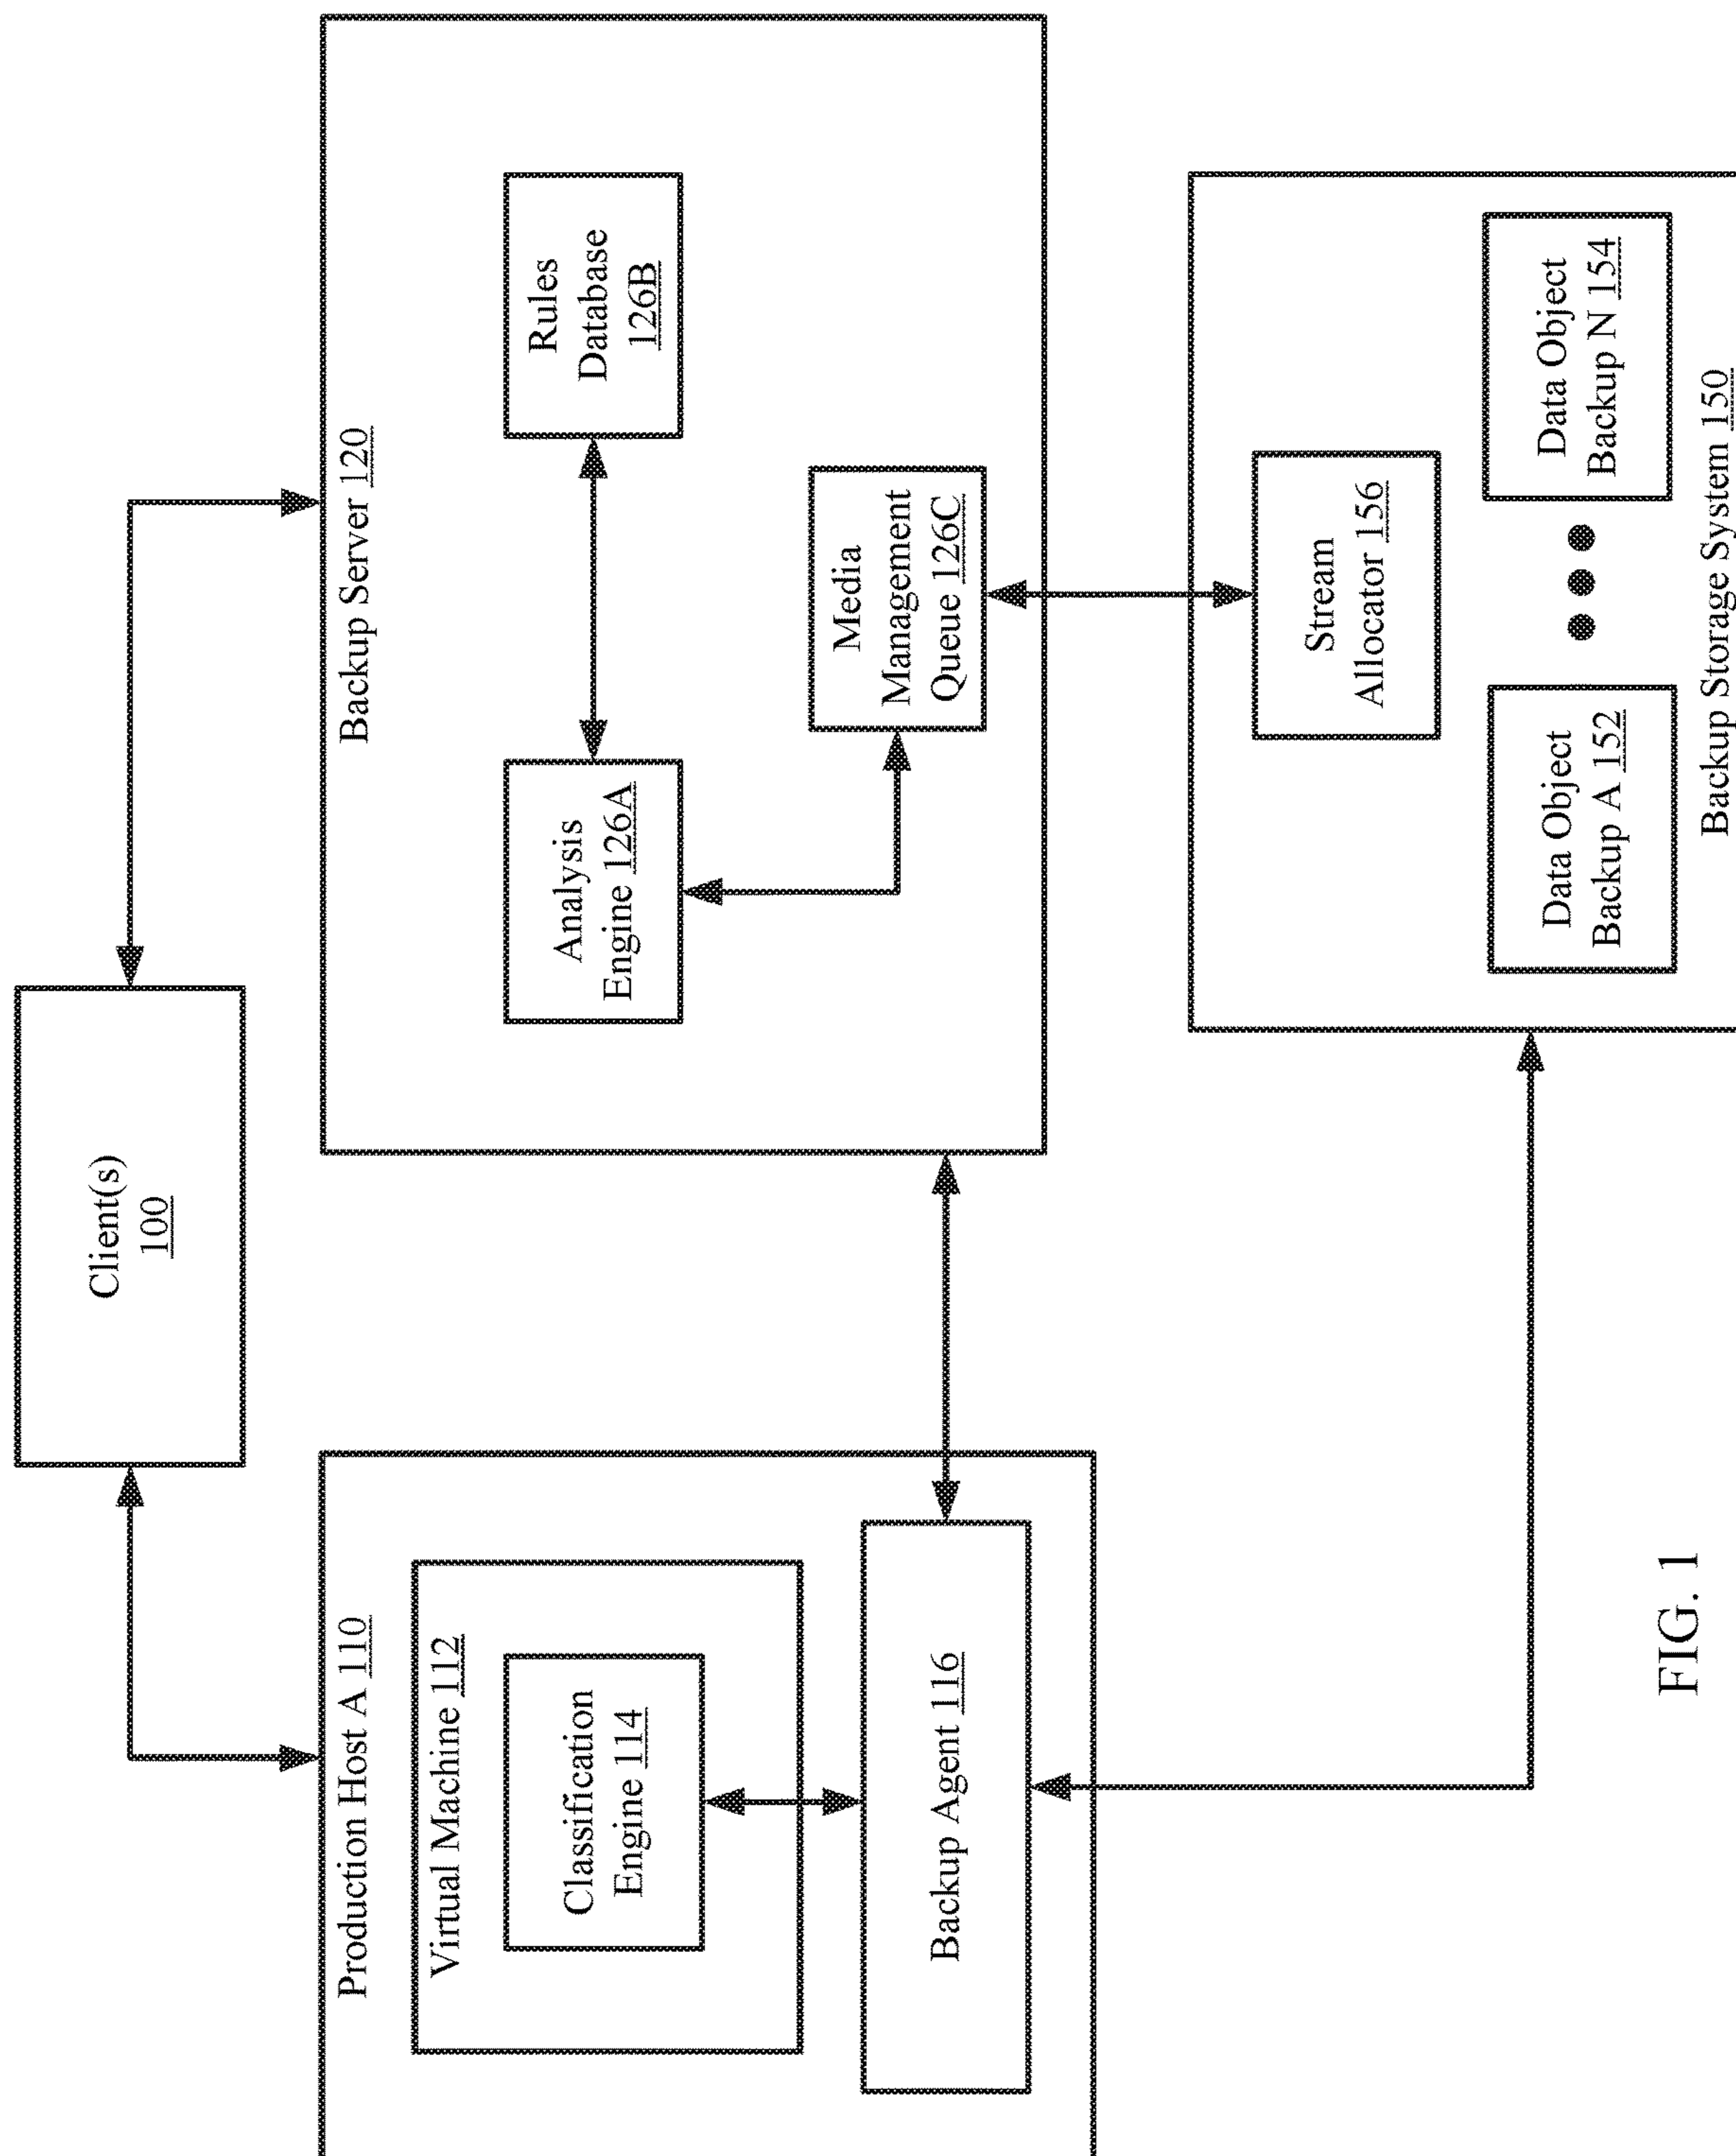 Client(s)
100
Production Host A 110
Virtual Machine 112
Classification
Engine 114
Backup Agent 116
Backup Server 120
Analysis
Engine 126A
Rules
Database
126B
Media
Management
Queue 126C
Stream
Allocator 156
Data Object
Backup A 152
Data Object
Backup N 154
Backup Storage System 150
FIG. 1